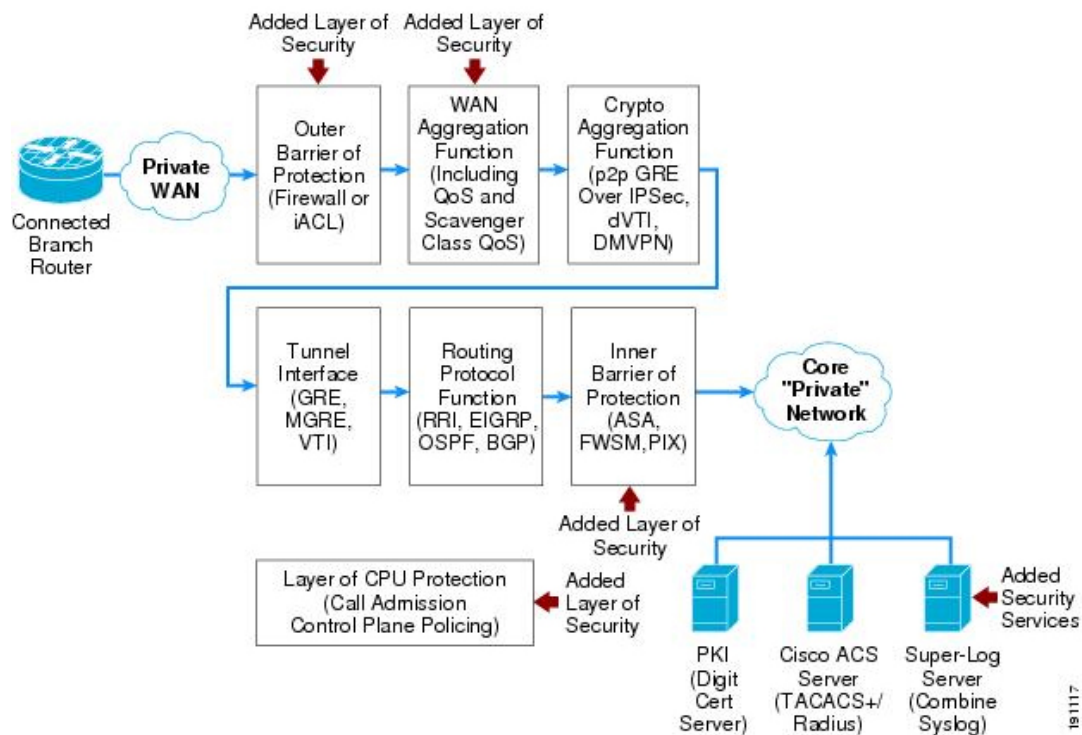 Added Layer of
Security
Added Layer of
Security
Connected
Branch
Router
Private
WAN
Outer
Barrier of
Protection
(Firewall or
iACL)
WAN
Aggregation
Function
(Including
QoS and
Scavenger
Class QoS)
Crypto
Aggregation
Function
(p2p GRE
Over IPSec,
dVTI,
DMVPN)
Tunnel
Interface
(GRE,
MGRE,
VTI)
Routing
Protocol
Function
(RRI, EIGRP,
OSPF, BGP)
Inner
Barrier of
Protection
(ASA,
FWSM,PIX)
Core
"Private"
Network
Added Layer of
Security
Layer of CPU Protection
(Call Admission
Control Plane Policing)
Added
Layer of
Security
PKI
(Digit
Cert
Server)
Cisco ACS
Server
(TACACS+/
Radius)
Super-Log
Server
(Combine
Syslog)
Added
Security
Services
191117